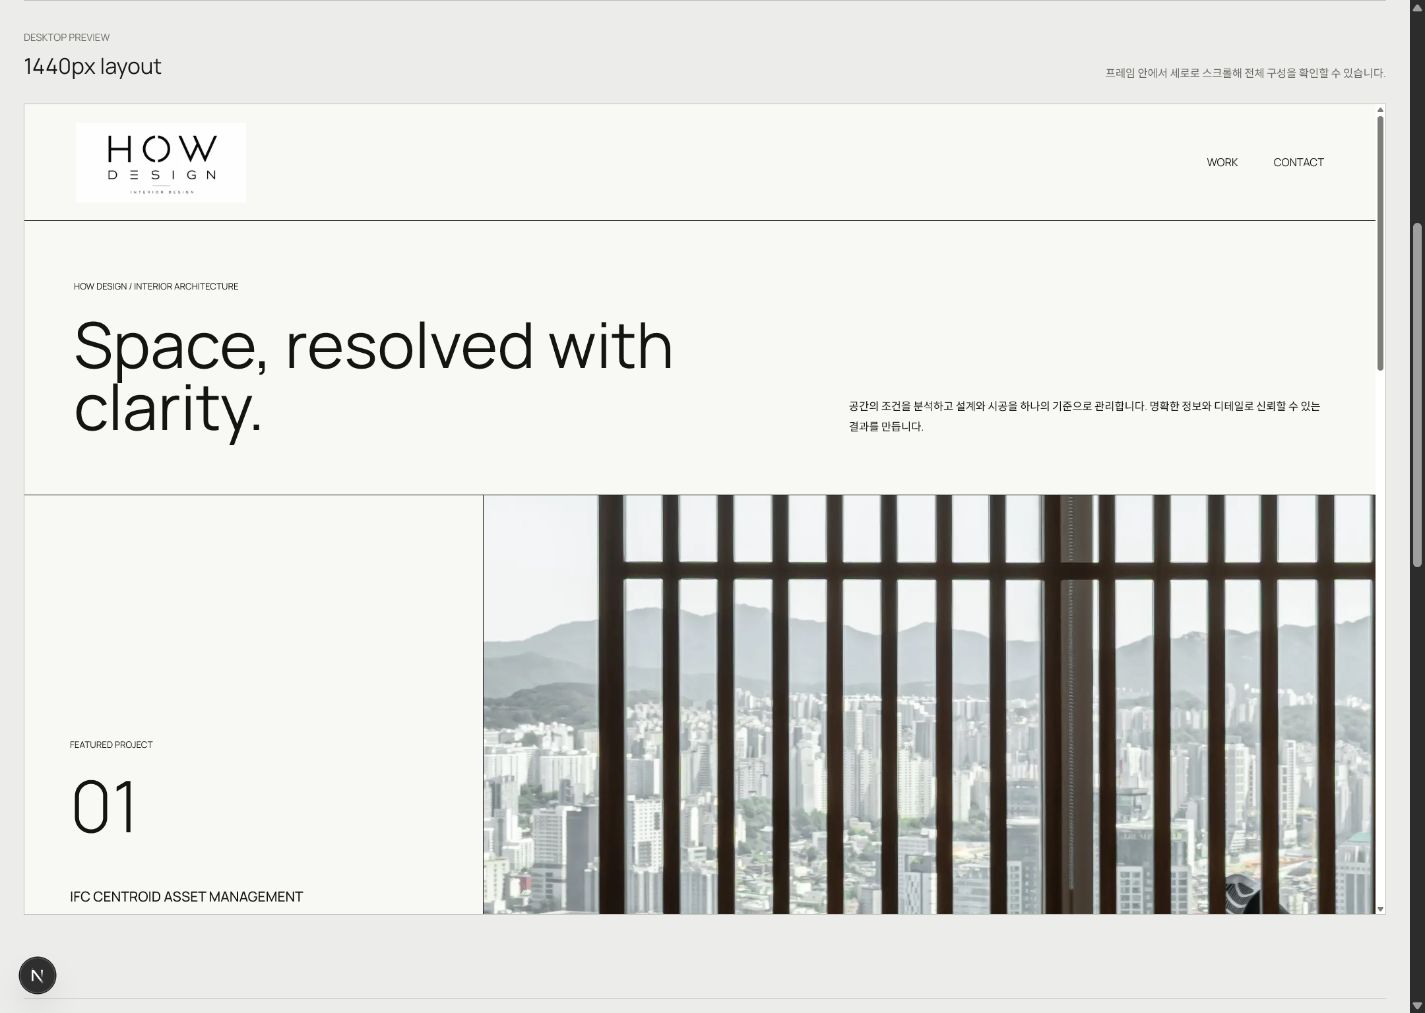 DESKTOP PREVIEW
1440px layout
프레임 안에서 세로로 스크롤해 전체 구성을 확인할 수 있습니다.
HOW
DESIGN
INTERIOR DESIGN
WORK
CONTACT
HOW DESIGN / INTERIOR ARCHITECTURE
Space, resolved with
clarity.
공간의 조건을 분석하고 설계와 시공을 하나의 기준으로 관리합니다. 명확한 정보와 디테일로 신뢰할 수 있는
결과를 만듭니다.
FEATURED PROJECT
01
IFC CENTROID ASSET MANAGEMENT
N